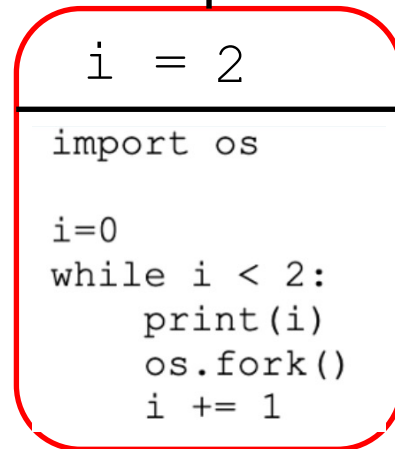 i = 2
import os
i=0
while i < 2:
    print(i)
    os.fork()
    i += 1